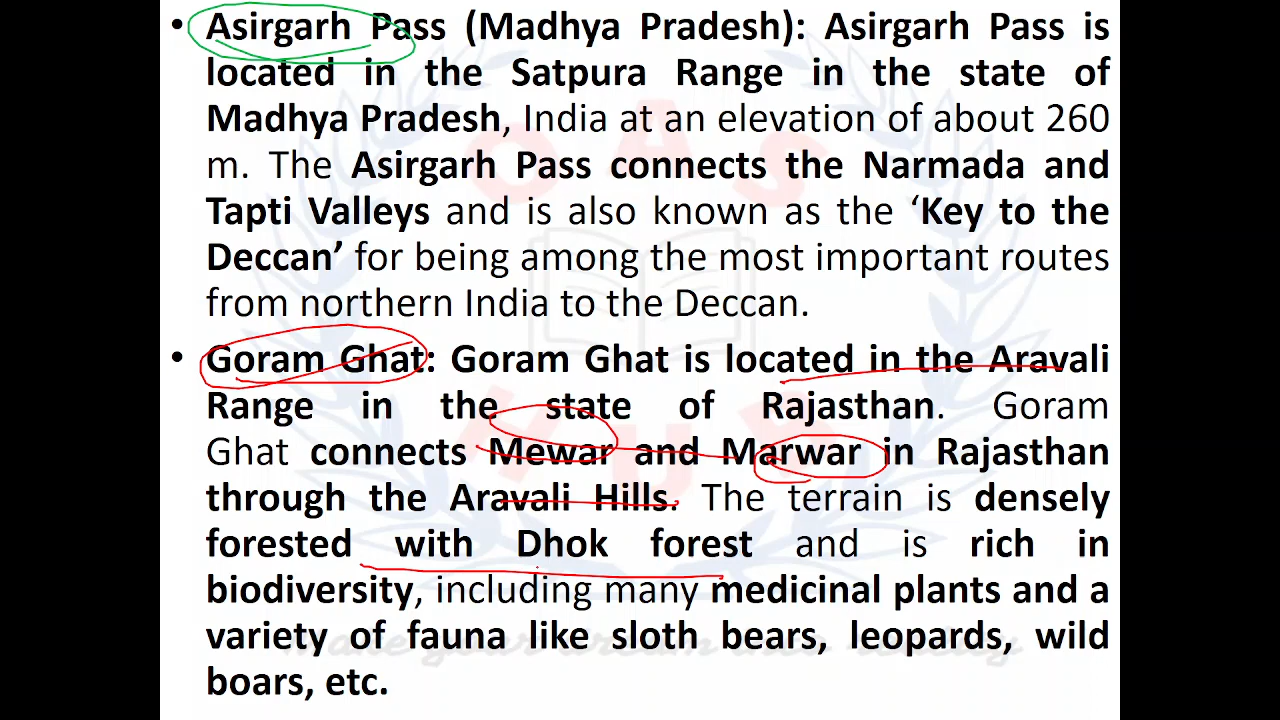 • Asirgarh Pass (Madhya Pradesh): Asirgarh Pass is
located in the Satpura Range in the state of
Madhya Pradesh, India at an elevation of about 260
m. The Asirgarh Pass connects the Narmada and
Tapti Valleys and is also known as the ‘Key to the
Deccan’ for being among the most important routes
from northern India to the Deccan.
• Goram Ghat: Goram Ghat is located in the Aravali
Range in the state of Rajasthan. Goram
Ghat connects Mewar and Marwar in Rajasthan
through the Aravali Hills. The terrain is densely
forested with Dhok forest and is rich in
biodiversity, including many medicinal plants and a
variety of fauna like sloth bears, leopards, wild
boars, etc.
OAS
HUB